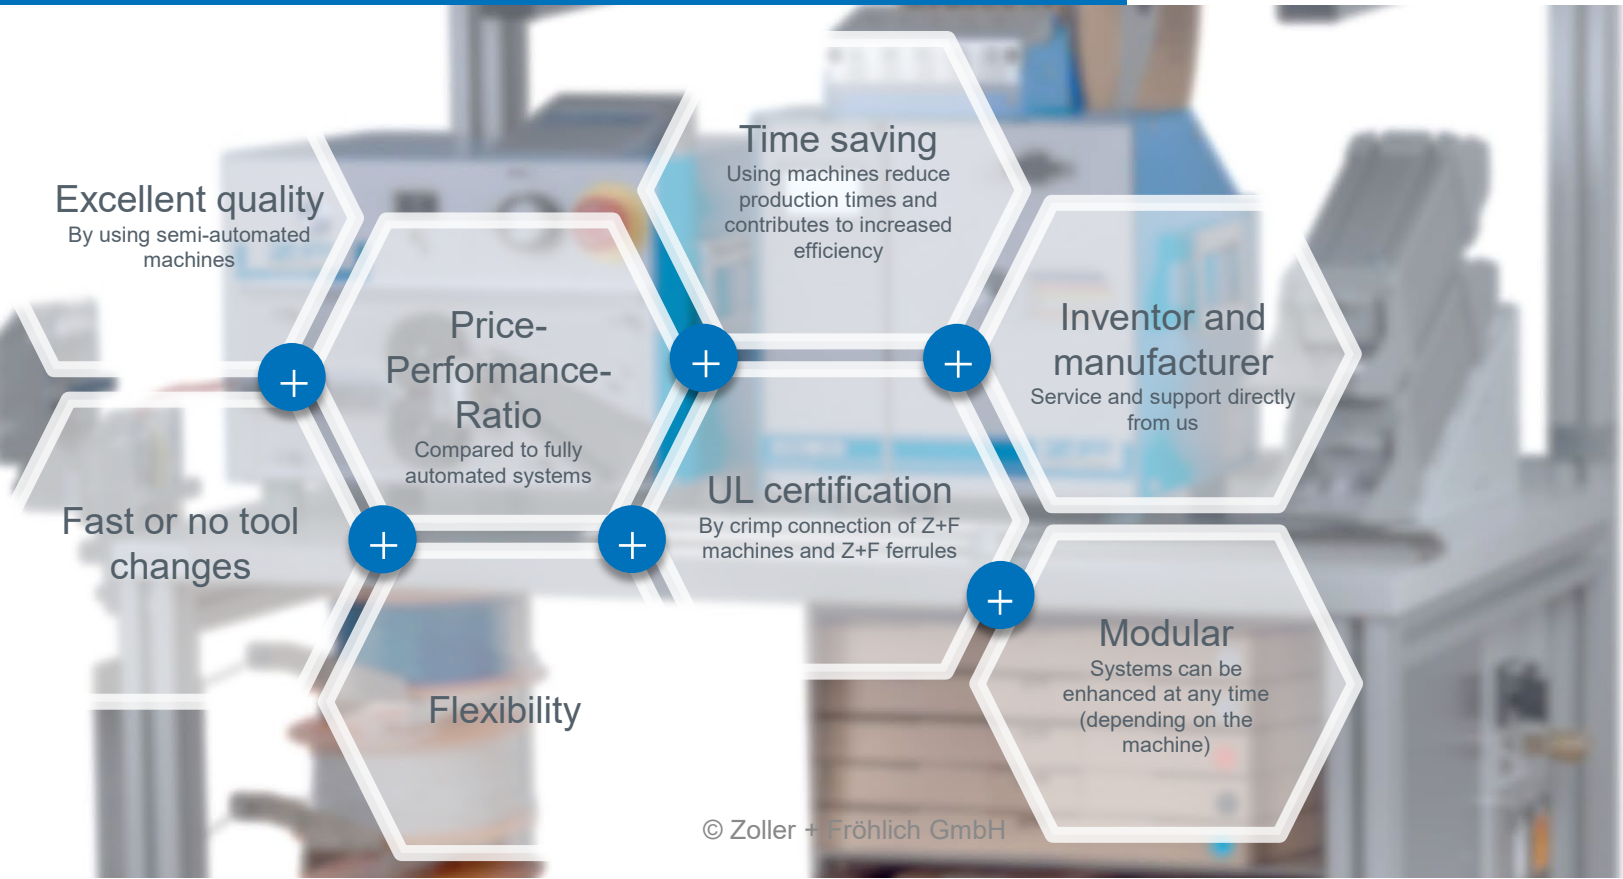 Excellent quality
By using semi-automated
machines
Price-
Performance-
Ratio
Compared to fully
automated systems
Time saving
Using machines reduce
production times and
contributes to increased
efficiency
Inventor and
manufacturer
Service and support directly
from us
Fast or no tool
changes
UL certification
By crimp connection of Z+F
machines and Z+F ferrules
Flexibility
Modular
Systems can be
enhanced at any time
(depending on the
machine)
© Zoller + Fröhlich GmbH